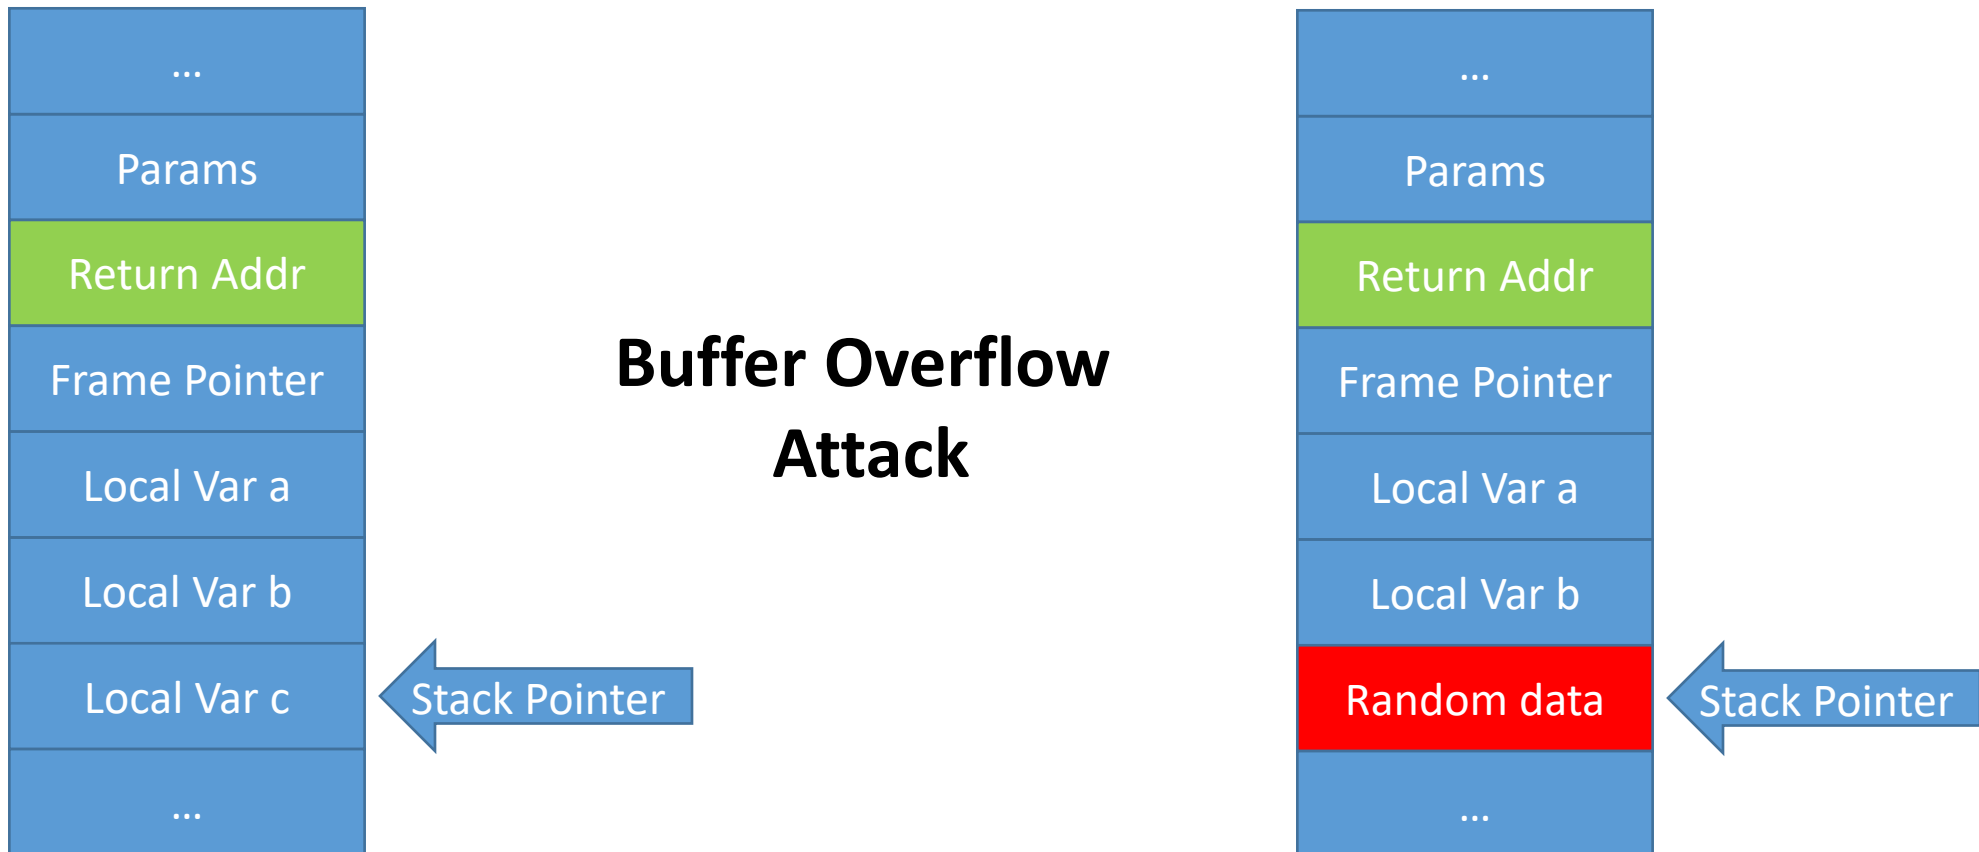 ...
Params
Return Addr
Frame Pointer
Local Var a
Local Var b
Local Var c
Stack Pointer
...
Buffer Overflow
Attack
...
Params
Return Addr
Frame Pointer
Local Var a
Local Var b
Random data
Stack Pointer
...